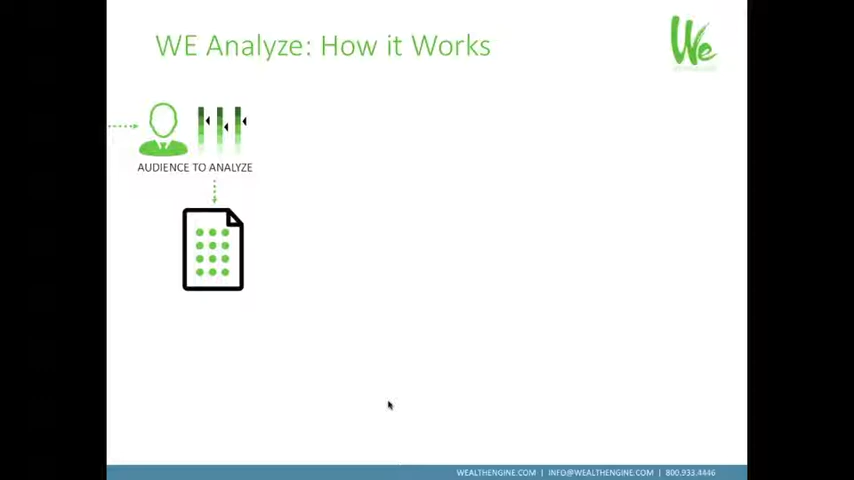 WE Analyze: How it Works
We
AUDIENCE TO ANALYZE
WEALTHENGINE.COM | INFO@WEALTHENGINE.COM | 800.933.4446